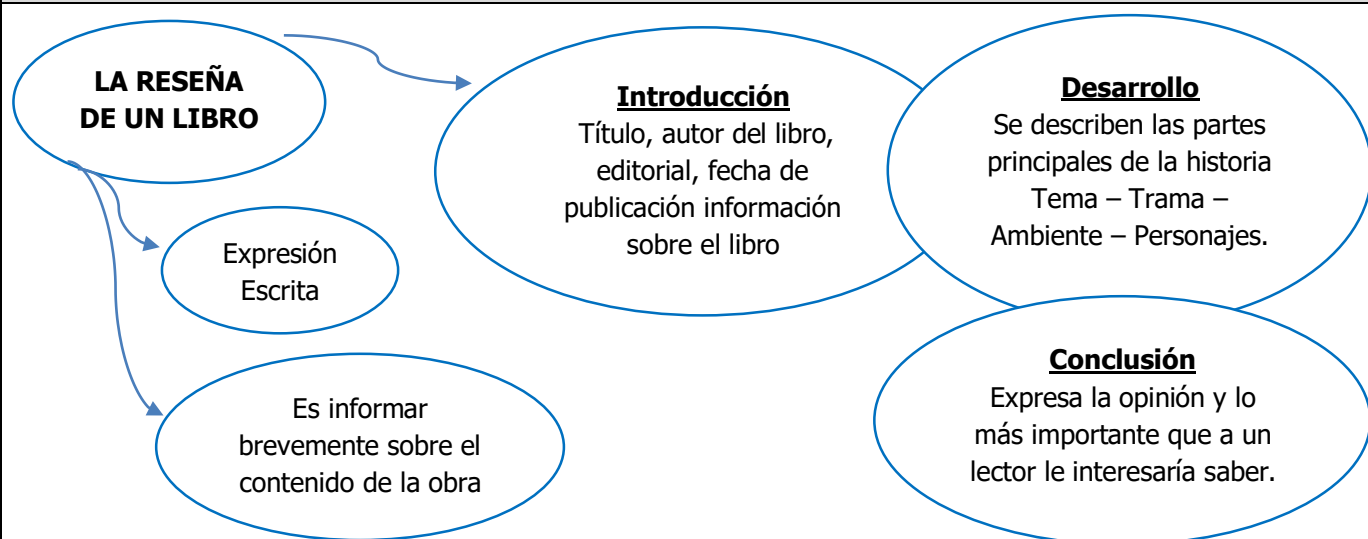 LA RESEÑA
DE UN LIBRO
Introducción
Título, autor del libro,
editorial, fecha de
publicación información
sobre el libro
Desarrollo
Se describen las partes
principales de la historia
Tema – Trama –
Ambiente – Personajes.
Expresión
Escrita
Es informar
brevemente sobre el
contenido de la obra
Conclusión
Expresa la opinión y lo
más importante que a un
lector le interesaría saber.